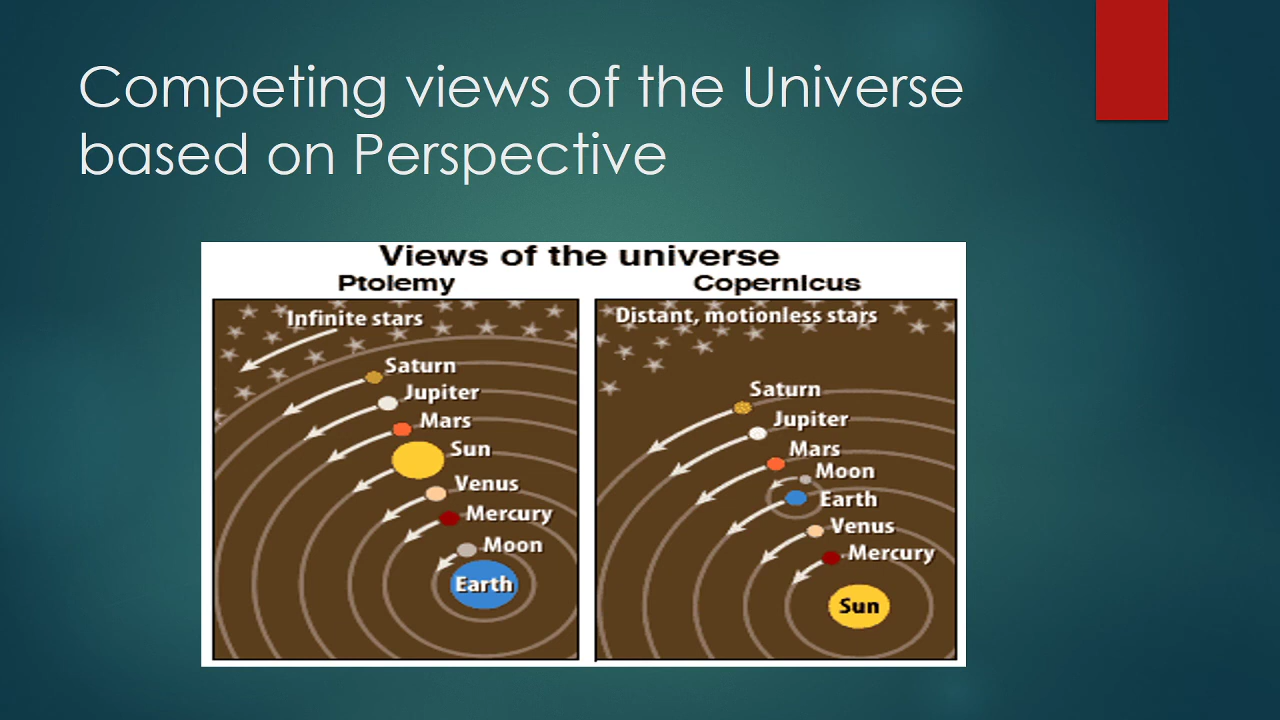 Competing views of the Universe
based on Perspective
Views of the universe
Ptolemy
Infinite stars
Saturn
Jupiter
Mars
Sun
Venus
Mercury
Moon
Earth
Copernicus
Distant, motionless stars
Saturn
Jupiter
Mars
Moon
Earth
Venus
Mercury
Sun